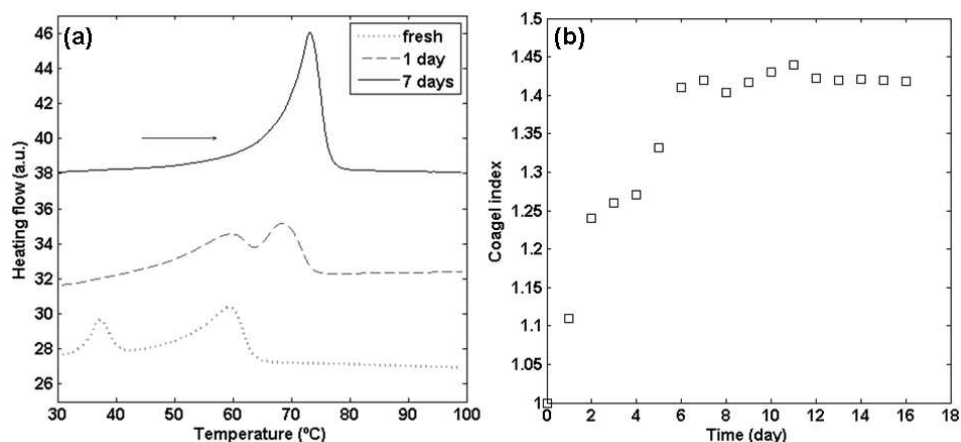 (a)
fresh
1 day
7 days
46
44
42
40
38
36
34
32
30
28
26
Heating flow (a.u.)
30 40 50 60 70 80 90 100
Temperature (ºC)
(b)
1.5
1.45
1.4
1.35
1.3
1.25
1.2
1.15
1.1
1.05
1
Coagel index
0 2 4 6 8 10 12 14 16 18
Time (day)